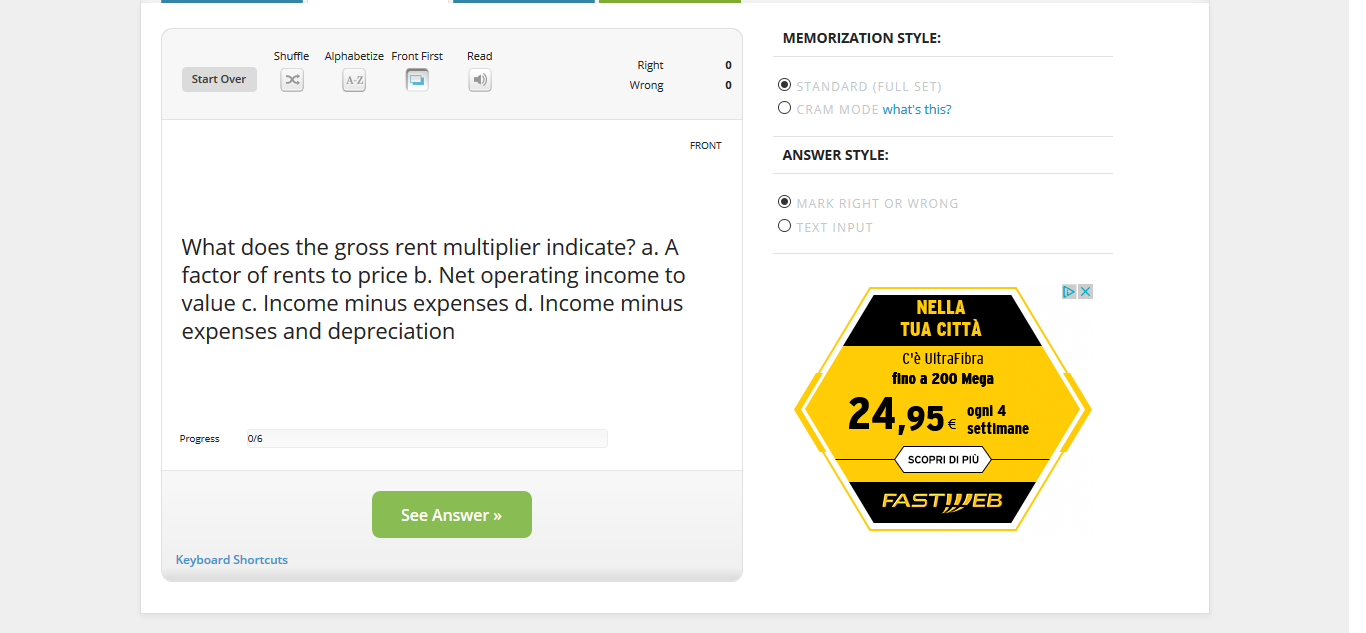 Start Over
Shuffle
Alphabetize
Front First
Read
A-Z
Right 0
Wrong 0
FRONT
What does the gross rent multiplier indicate? a. A
factor of rents to price b. Net operating income to
value c. Income minus expenses d. Income minus
expenses and depreciation
Progress 0/6
See Answer »
Keyboard Shortcuts
MEMORIZATION STYLE:
STANDARD (FULL SET)
CRAM MODE what's this?
ANSWER STYLE:
MARK RIGHT OR WRONG
TEXT INPUT
NELLA
TUA CITTÀ
C'è UltraFibra
fino a 200 Mega
24,95 €
ogni 4
settimane
SCOPRI DI PIÙ
FASTWEB